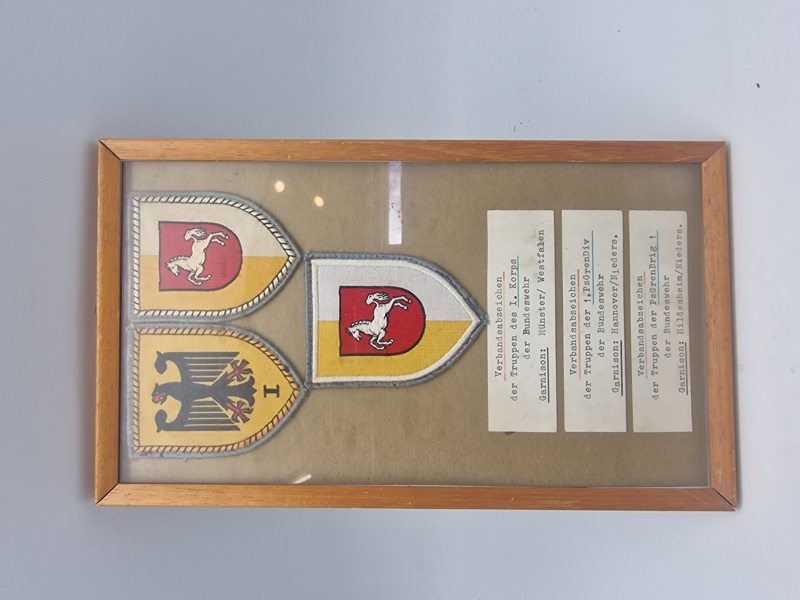 I
Verbandsabzeichen
der Truppen des I. Korps
der Bundeswehr
Garnison: Münster/ Westfalen
Verbandsabzeichen
der Truppen der 1.PzGrenDiv
der Bundeswehr
Garnison: Hannover/Nieders.
Verbandsabzeichen
der Truppen der PzGrenBrig 1
der Bundeswehr
Garnison: Hildesheim/Nieders.